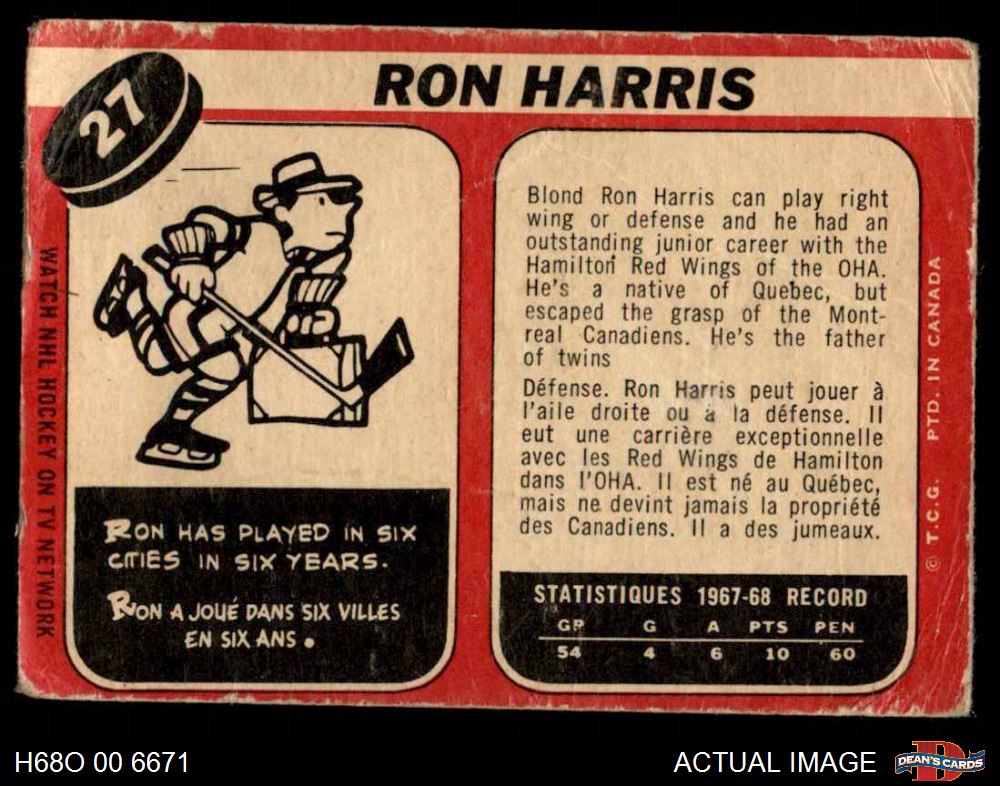 27
RON HARRIS
WATCH NHL HOCKEY ON TV NETWORK
RON HAS PLAYED IN SIX
CITIES IN SIX YEARS.
RON A JOUÉ DANS SIX VILLES
EN SIX ANS.
Blond Ron Harris can play right
wing or defense and he had an
outstanding junior career with the
Hamilton Red Wings of the OHA.
He's a native of Quebec, but
escaped the grasp of the Mont-
real Canadiens. He's the father
of twins
Défense. Ron Harris peut jouer à
l'aile droite ou à la défense. Il
eut une carrière exceptionnelle
avec les Red Wings de Hamilton
dans l'OHA. Il est né au Québec,
mais ne devint jamais la propriété
des Canadiens. Il a des jumeaux.
STATISTIQUES 1967-68 RECORD
GP G A PTS PEN
54 4 6 10 60
© T.C.G. PTD. IN CANADA
H68O 00 6671
ACTUAL IMAGE
DEAN'S CARDS